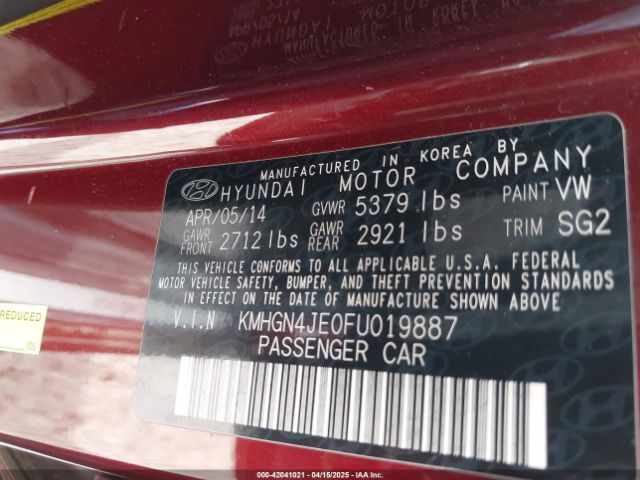 MANUFACTURED IN KOREA BY
HYUNDAI MOTOR COMPANY
APR/05/14 GVWR 5379 lbs PAINT VW
GAWR FRONT 2712 lbs GAWR REAR 2921 lbs TRIM SG2
THIS VEHICLE CONFORMS TO ALL APPLICABLE U.S.A. FEDERAL
MOTOR VEHICLE SAFETY, BUMPER, AND THEFT PREVENTION STANDARDS
IN EFFECT ON THE DATE OF MANUFACTURE SHOWN ABOVE.
V.I.N KMHGN4JE0FU019887
PASSENGER CAR
REDUCED
lbs
000-42041021 04/15/2025 IAA Inc.